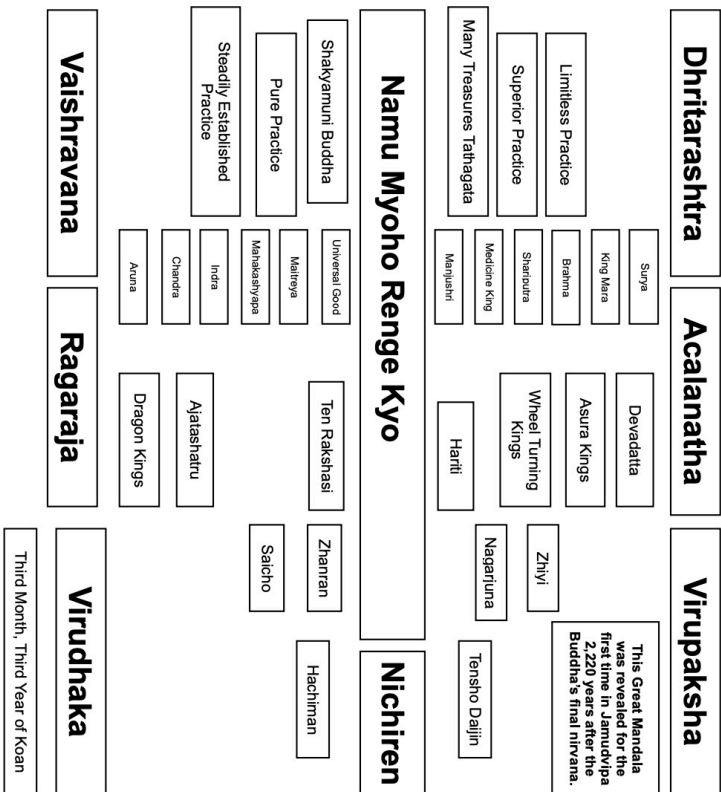 Dhritarashtra
Acalanatha
Virupaksha
Limitless Practice
Superior Practice
Many Treasures Tathagata
Surya
King Mara
Brahma
Shariputra
Medicine King
Manjushri
Devadatta
Asura Kings
Wheel Turning
Kings
Hariti
Zhiyi
Nagarjuna
This Great Mandala
was revealed for the
first time in Jamudvipa
2,220 years after the
Buddha's final nirvana.
Tensho Daijin
Namu Myoho Renge Kyo
Nichiren
Shakyamuni Buddha
Pure Practice
Steadily Established
Practice
Universal Good
Maitreya
Mahakashyapa
Indra
Chandra
Aruna
Ten Rakshasi
Ajatashatru
Dragon Kings
Zhanran
Saicho
Hachiman
Vaishravana
Ragaraja
Virudhaka
Third Month, Third Year of Koan